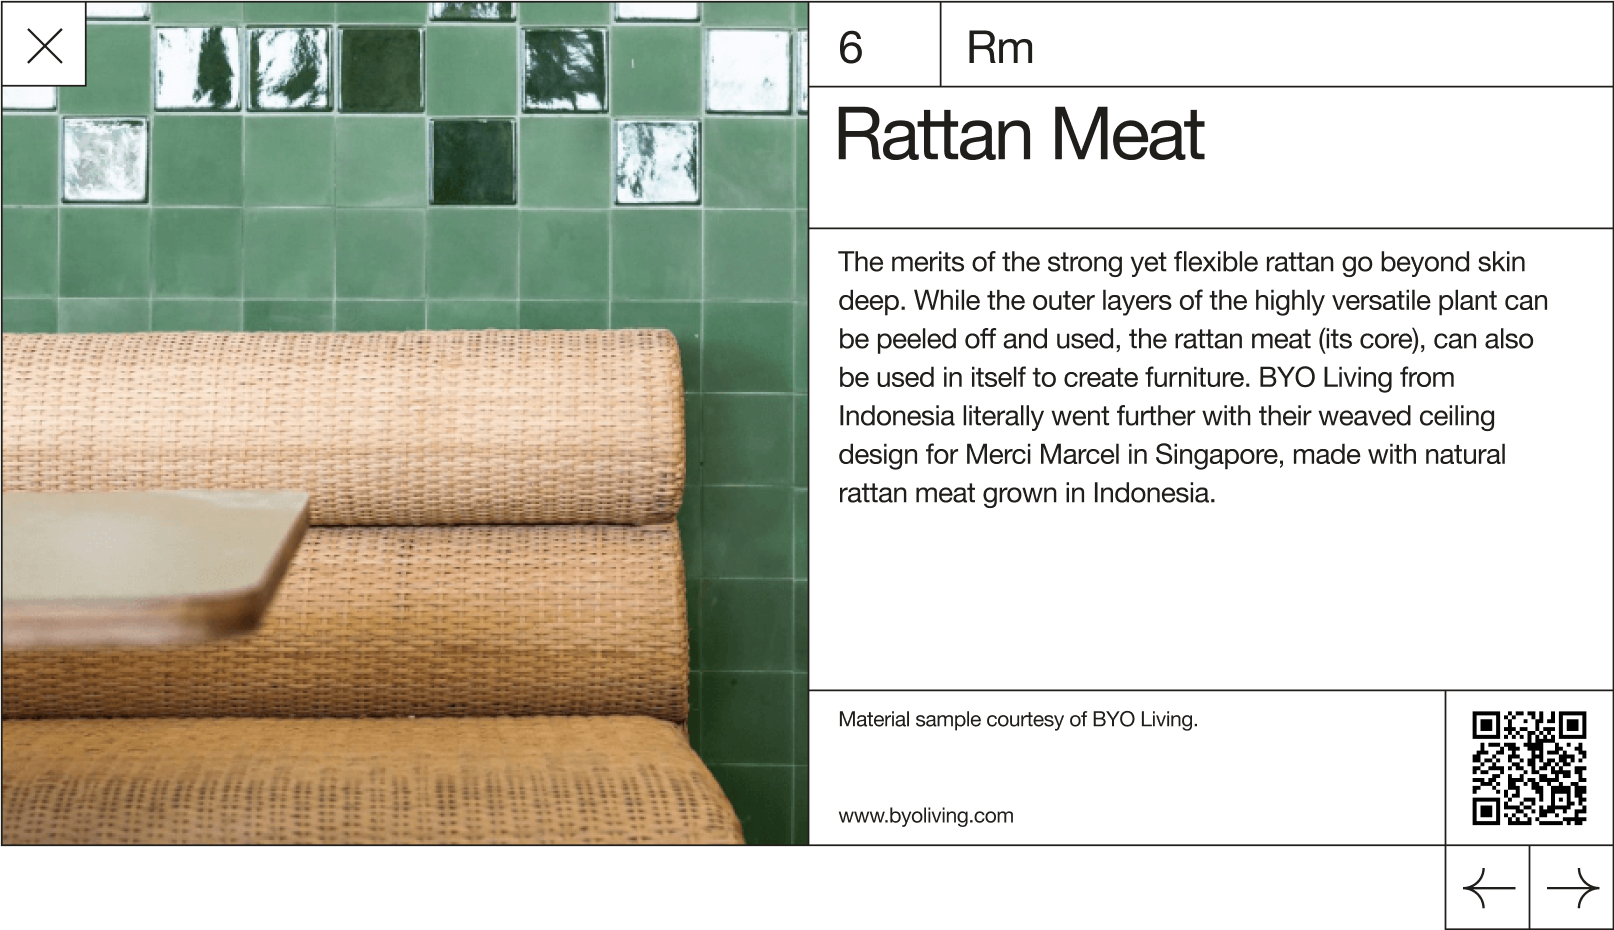 6
Rm
Rattan Meat
The merits of the strong yet flexible rattan go beyond skin
deep. While the outer layers of the highly versatile plant can
be peeled off and used, the rattan meat (its core), can also
be used in itself to create furniture. BYO Living from
Indonesia literally went further with their weaved ceiling
design for Merci Marcel in Singapore, made with natural
rattan meat grown in Indonesia.
Material sample courtesy of BYO Living.
www.byoliving.com